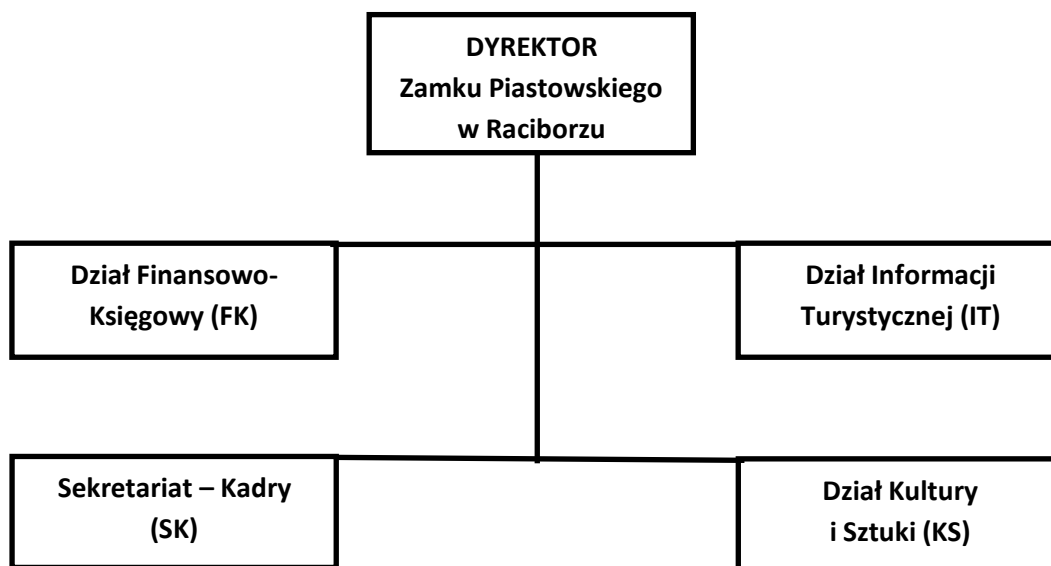 DYREKTOR
Zamku Piastowskiego
w Raciborzu
Dział Finansowo-
Księgowy (FK)
Dział Informacji
Turystycznej (IT)
Sekretariat – Kadry
(SK)
Dział Kultury
i Sztuki (KS)